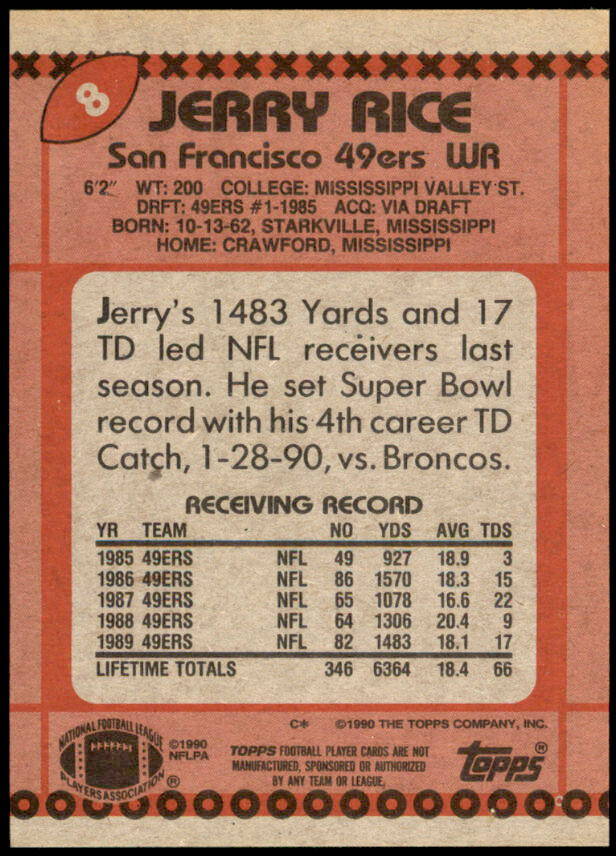 8
JERRY RICE
San Francisco 49ers WR
6'2" WT: 200 COLLEGE: MISSISSIPPI VALLEY ST.
DRFT: 49ERS #1-1985 ACQ: VIA DRAFT
BORN: 10-13-62, STARKVILLE, MISSISSIPPI
HOME: CRAWFORD, MISSISSIPPI
Jerry's 1483 Yards and 17
TD led NFL receivers last
season. He set Super Bowl
record with his 4th career TD
Catch, 1-28-90, vs. Broncos.
RECEIVING RECORD
YR TEAM NO YDS AVG TDS
1985 49ERS NFL 49 927 18.9 3
1986 49ERS NFL 86 1570 18.3 15
1987 49ERS NFL 65 1078 16.6 22
1988 49ERS NFL 64 1306 20.4 9
1989 49ERS NFL 82 1483 18.1 17
LIFETIME TOTALS 346 6364 18.4 66
C* ©1990 THE TOPPS COMPANY, INC.
NATIONAL FOOTBALL LEAGUE
PLAYERS ASSOCIATION ®
©1990
NFLPA
TOPPS FOOTBALL PLAYER CARDS ARE NOT
MANUFACTURED, SPONSORED OR AUTHORIZED
BY ANY TEAM OR LEAGUE.
Topps®